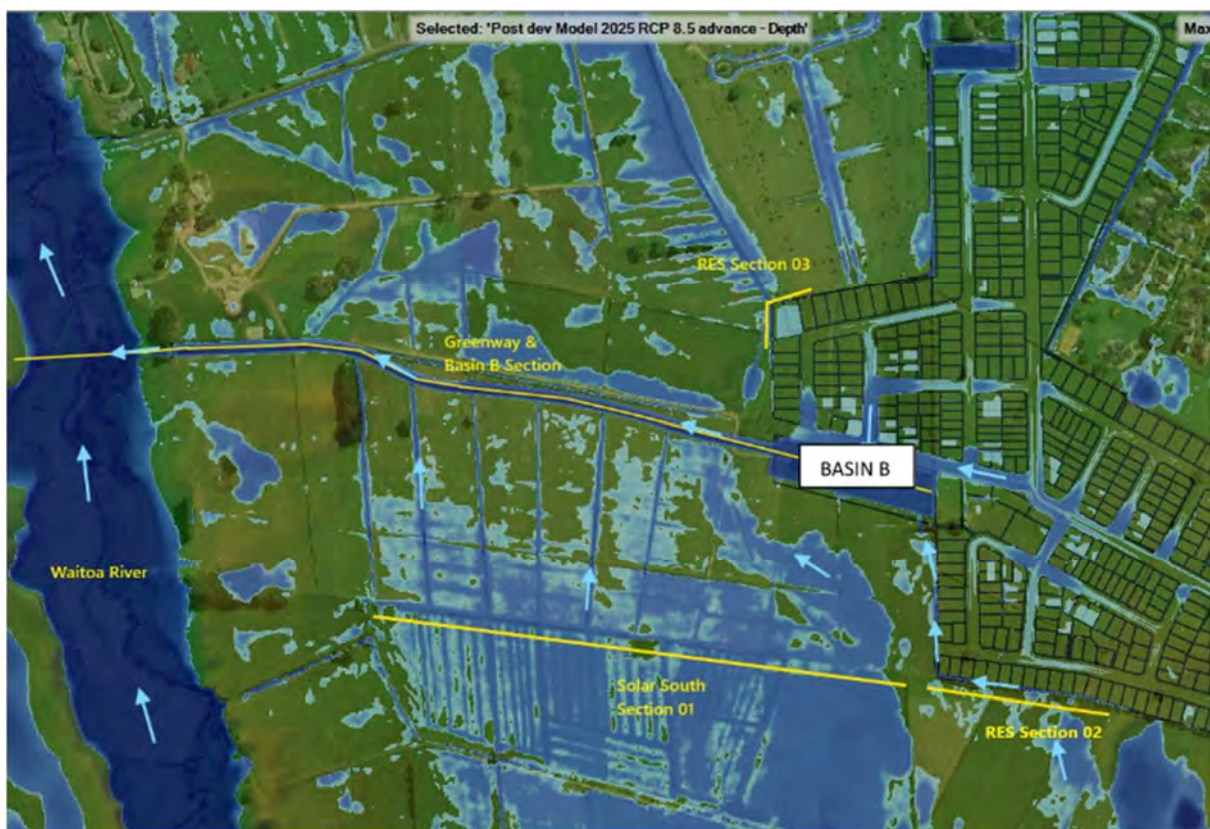 Selected: 'Post dev Model 2025 RCP 8.5 advance - Depth'
Max
RES Section 03
Greenway &
Basin B Section
BASIN B
Waitoa River
Solar South
Section 01
RES Section 02